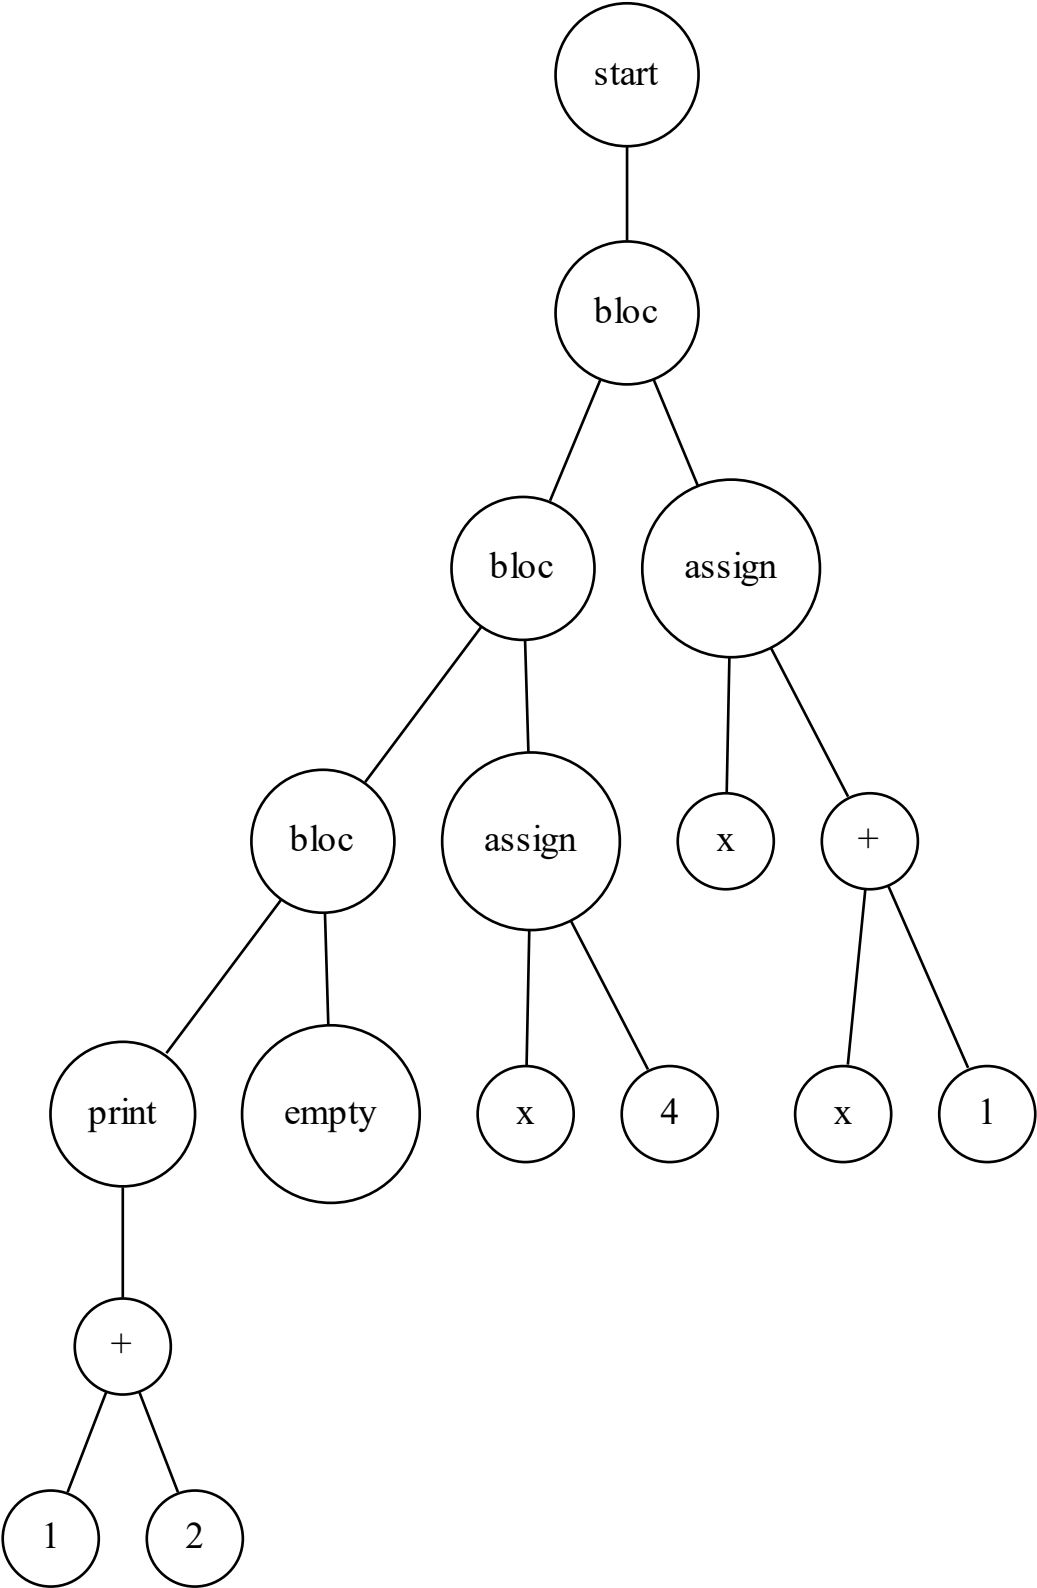 start
bloc
bloc
assign
bloc
assign
x
+
print
empty
x
4
x
1
+
1
2